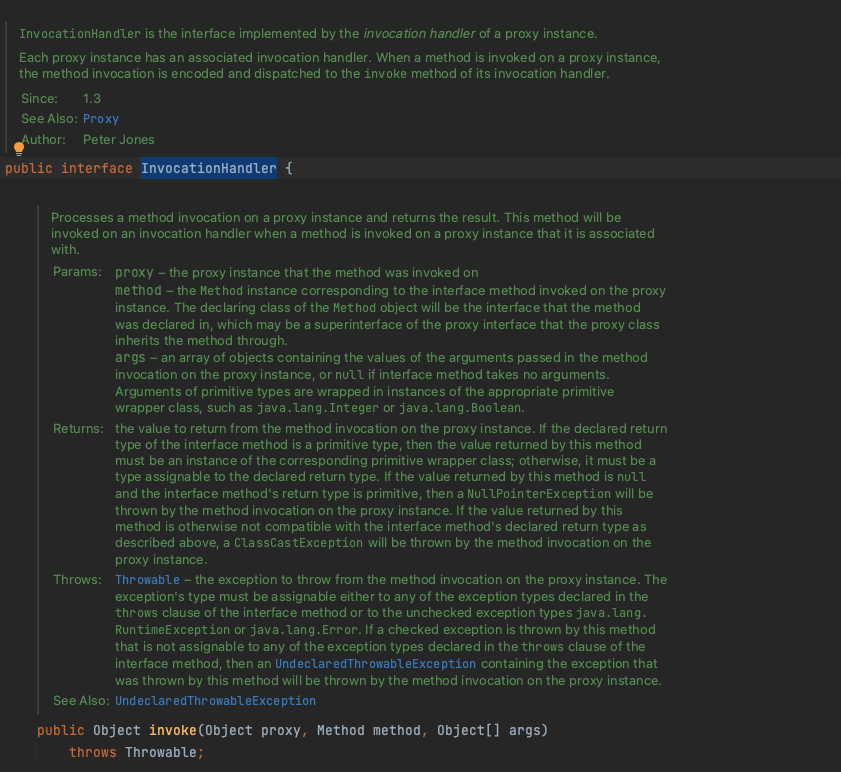 InvocationHandler is the interface implemented by the invocation handler of a proxy instance.
Each proxy instance has an associated invocation handler. When a method is invoked on a proxy instance,
the method invocation is encoded and dispatched to the invoke method of its invocation handler.
Since: 1.3
See Also: Proxy
Author: Peter Jones
public interface InvocationHandler {
Processes a method invocation on a proxy instance and returns the result. This method will be
invoked on an invocation handler when a method is invoked on a proxy instance that it is associated
with.
Params: proxy – the proxy instance that the method was invoked on
method – the Method instance corresponding to the interface method invoked on the proxy
instance. The declaring class of the Method object will be the interface that the method
was declared in, which may be a superinterface of the proxy interface that the proxy class
inherits the method through.
args – an array of objects containing the values of the arguments passed in the method
invocation on the proxy instance, or null if interface method takes no arguments.
Arguments of primitive types are wrapped in instances of the appropriate primitive
wrapper class, such as java.lang.Integer or java.lang.Boolean.
Returns: the value to return from the method invocation on the proxy instance. If the declared return
type of the interface method is a primitive type, then the value returned by this method
must be an instance of the corresponding primitive wrapper class; otherwise, it must be a
type assignable to the declared return type. If the value returned by this method is null
and the interface method's return type is primitive, then a NullPointerException will be
thrown by the method invocation on the proxy instance. If the value returned by this
method is otherwise not compatible with the interface method's declared return type as
described above, a ClassCastException will be thrown by the method invocation on the
proxy instance.
Throws: Throwable – the exception to throw from the method invocation on the proxy instance. The
exception's type must be assignable either to any of the exception types declared in the
throws clause of the interface method or to the unchecked exception types java.lang.
RuntimeException or java.lang.Error. If a checked exception is thrown by this method
that is not assignable to any of the exception types declared in the throws clause of the
interface method, then an UndeclaredThrowableException containing the exception that
was thrown by this method will be thrown by the method invocation on the proxy instance.
See Also: UndeclaredThrowableException
public Object invoke(Object proxy, Method method, Object[] args)
throws Throwable;